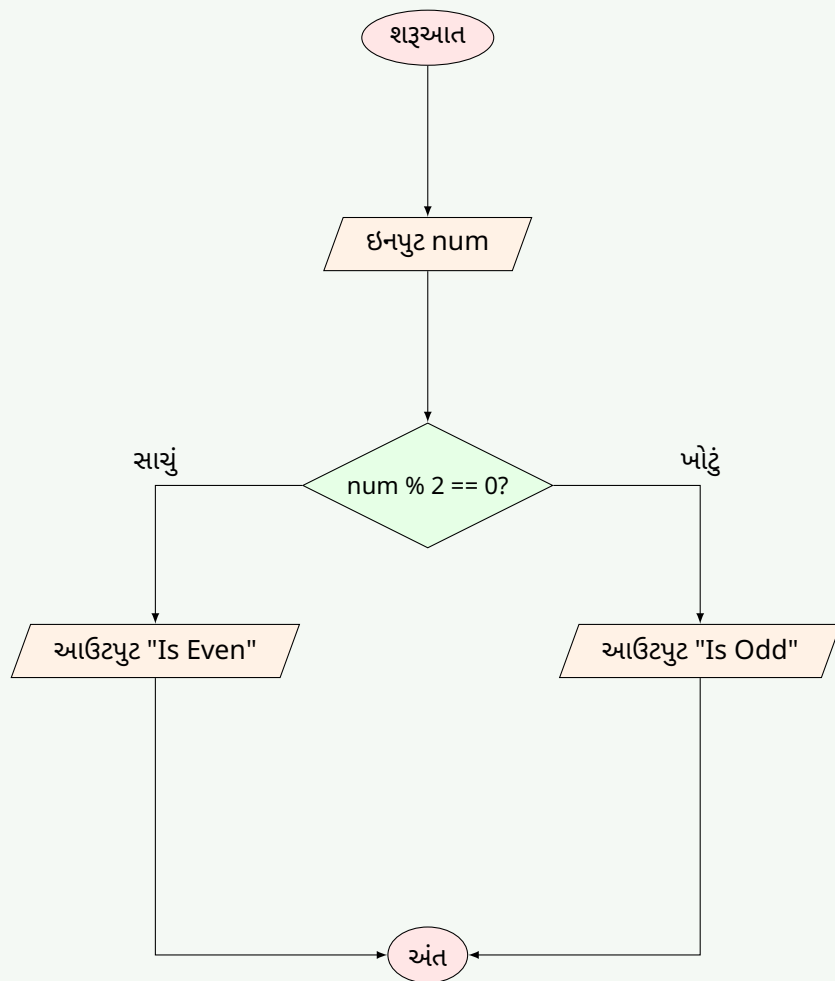 શરૂઆત
ઇનપુટ num
સાચું
ખોટું
num % 2 == 0?
આઉટપુટ "Is Even"
આઉટપુટ "Is Odd"
અંત